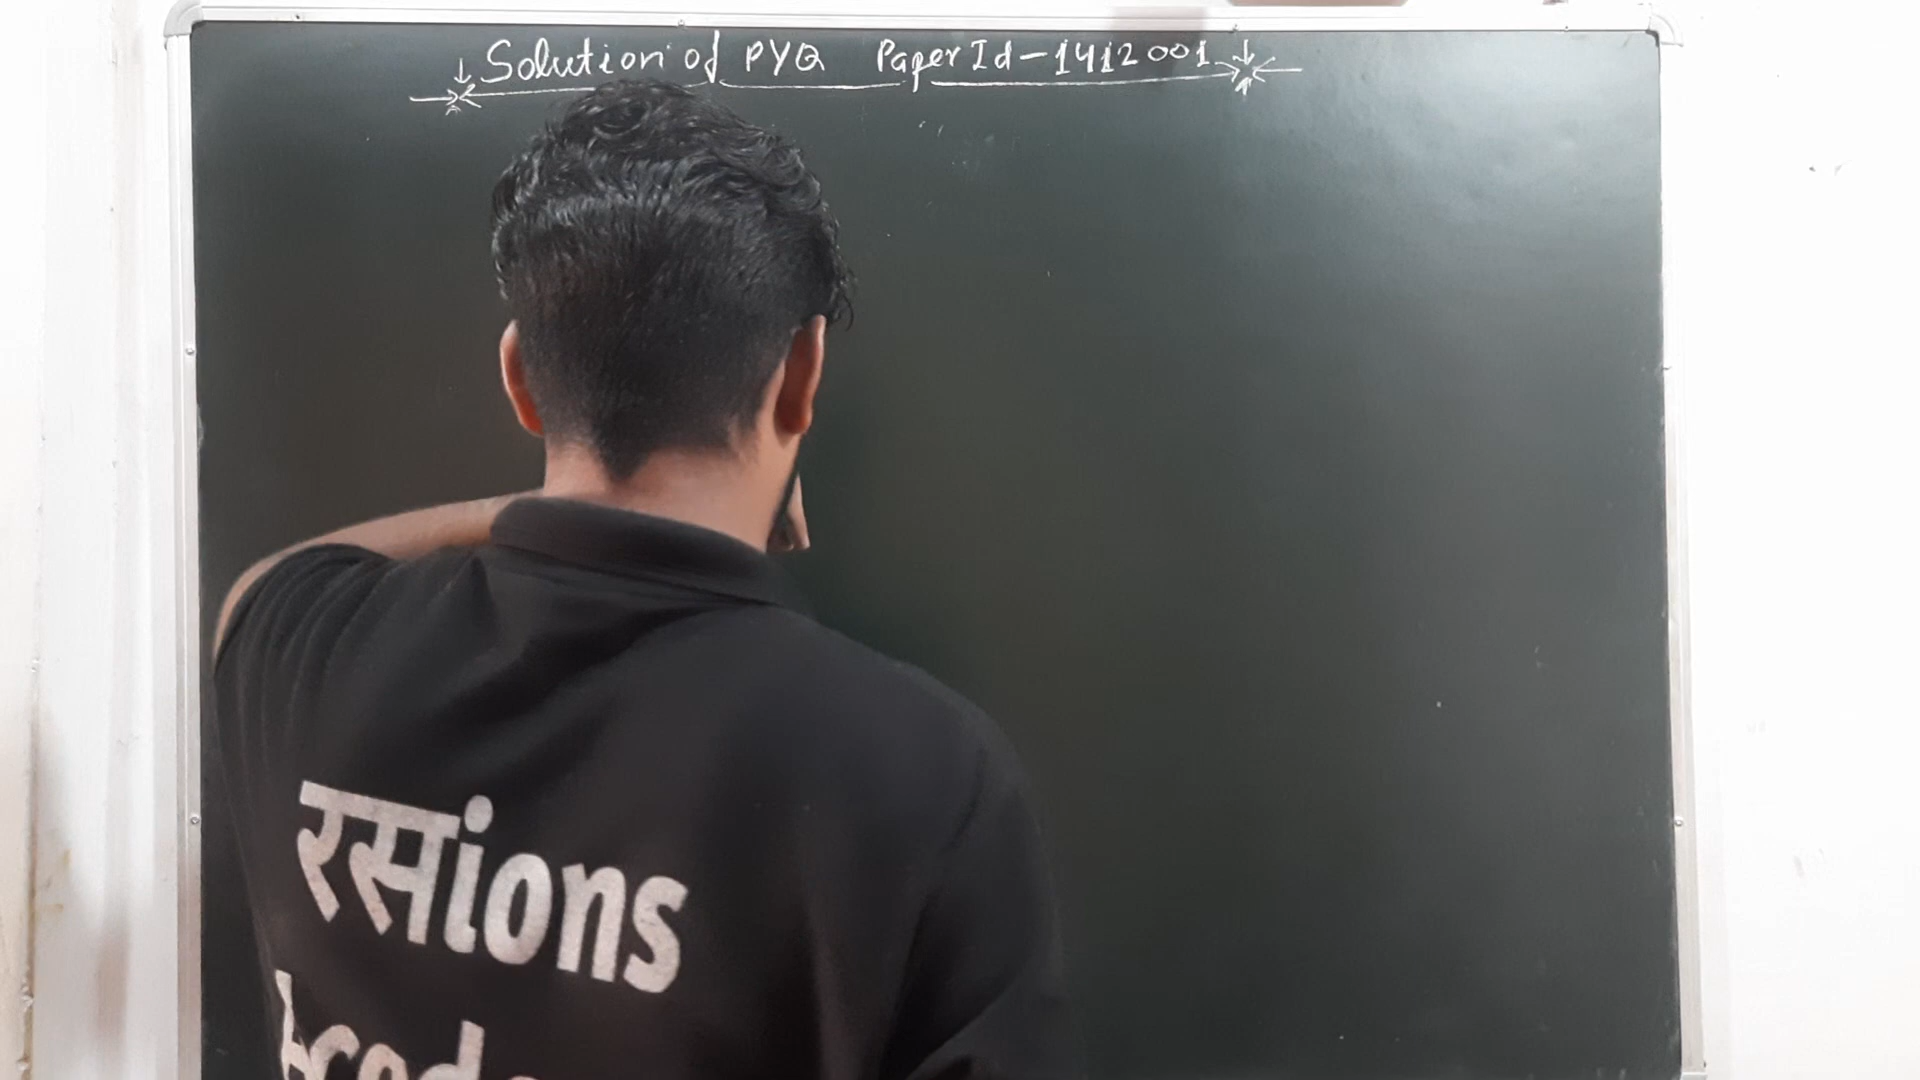 Solution of PYQ Paper Id-1412001
रसions